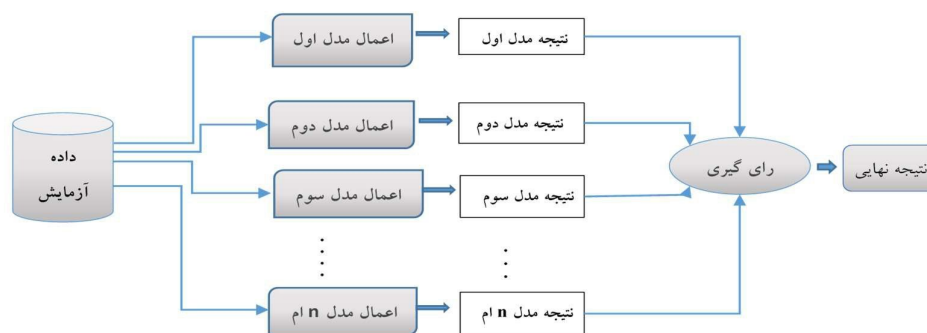 داده
آزمایش
اعمال مدل اول
نتیجه مدل اول
اعمال مدل دوم
نتیجه مدل دوم
اعمال مدل سوم
نتیجه مدل سوم
اعمال مدل n ام
نتیجه مدل n ام
رای گیری
نتیجه نهایی